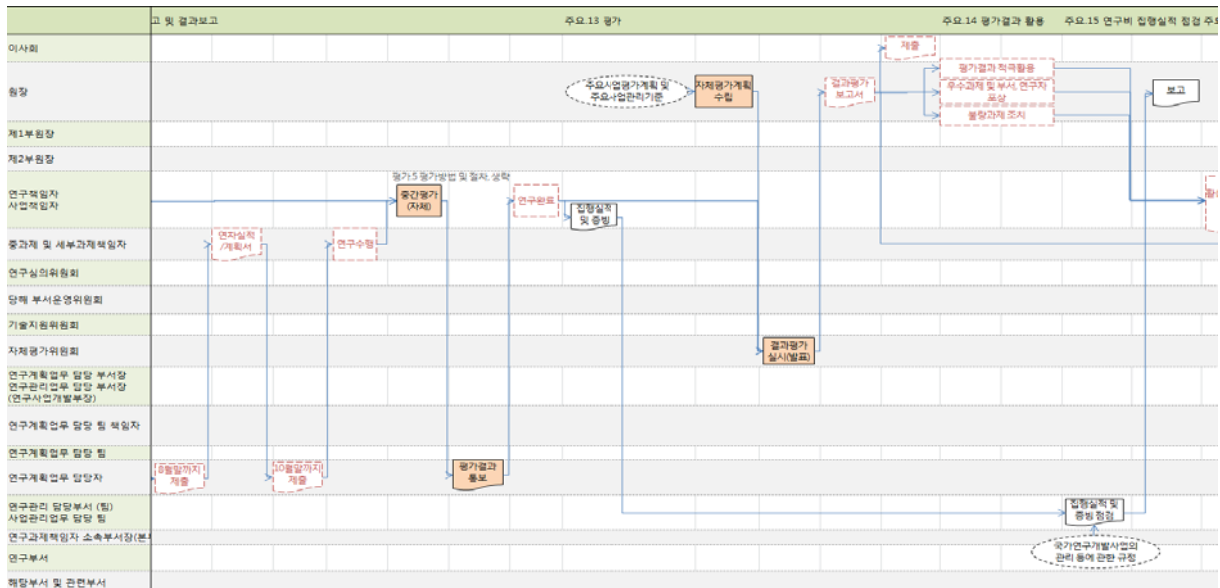 고 및 결과보고
주요.13 평가
주요.14 평가결과 활용
주요.15 연구비 집행실적 점검
이사회
제출
원장
주요사업평가계획 및
주요사업관리기준
자체평가계획
수립
결과평가
보고서
평가결과 적극활용
우수과제 및 부서, 연구자
포상
불량과제 조치
보고
제1부원장
제2부원장
연구책임자
사업책임자
평가.5 평가방법 및 절차, 생략
중간평가
(자체)
연구완료
집행실적
및 증빙
중과제 및 세부과제책임자
연차실적
/계획서
연구수행
연구심의위원회
당해 부서운영위원회
기술지원위원회
자체평가위원회
결과평가
실시(발표)
연구계획업무 담당 부서장
연구관리업무 담당 부서장
(연구사업개발부장)
연구계획업무 담당 팀 책임자
연구계획업무 담당 팀
연구계획업무 담당자
8월말까지
제출
10월말까지
제출
평가결과
통보
연구관리 담당부서 (팀)
사업관리업무 담당 팀
집행실적 및
증빙 점검
연구과제책임자 소속부서장(본
연구부서
국가연구개발사업의
관리 등에 관한 규정
해당부서 및 관련부서